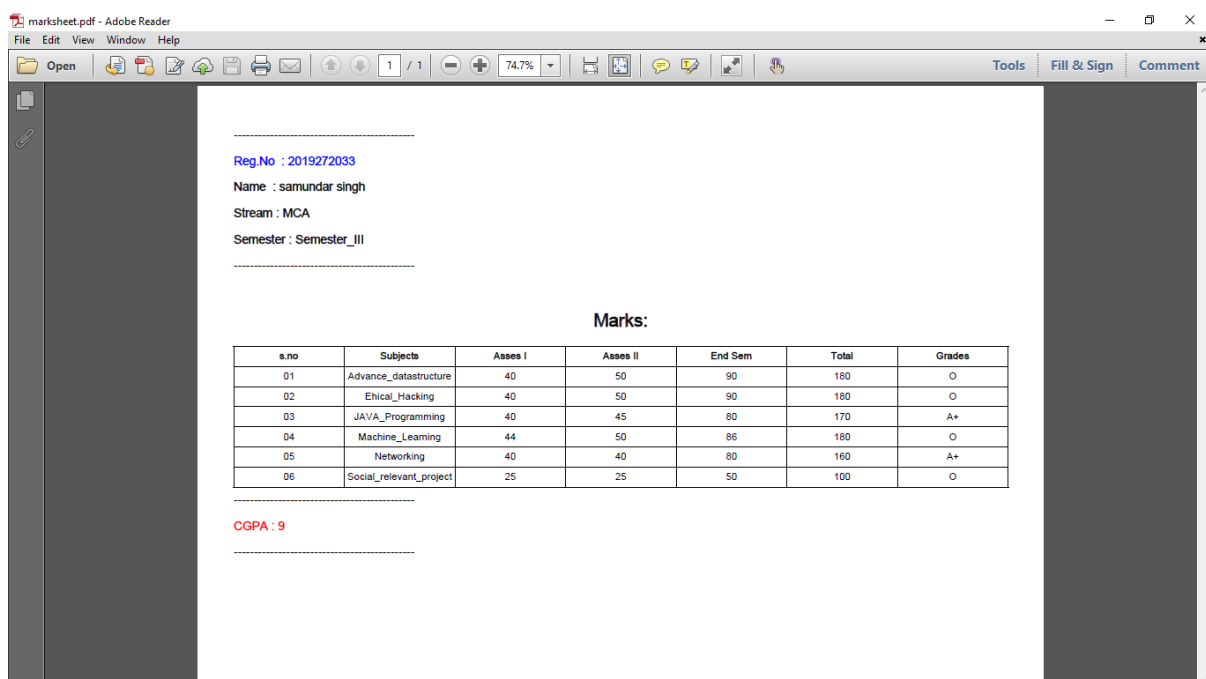 marksheet.pdf - Adobe Reader
File Edit View Window Help
Open 1 / 1 74.7% Tools Fill & Sign Comment
--------------------------------------------
Reg.No : 2019272033
Name : samundar singh
Stream : MCA
Semester : Semester_III
--------------------------------------------
Marks:
s.no Subjects Asses I Asses II End Sem Total Grades
01 Advance_datastructure 40 50 90 180 O
02 Ehical_Hacking 40 50 90 180 O
03 JAVA_Programming 40 45 80 170 A+
04 Machine_Learning 44 50 86 180 O
05 Networking 40 40 80 160 A+
06 Social_relevant_project 25 25 50 100 O
--------------------------------------------
CGPA : 9
--------------------------------------------